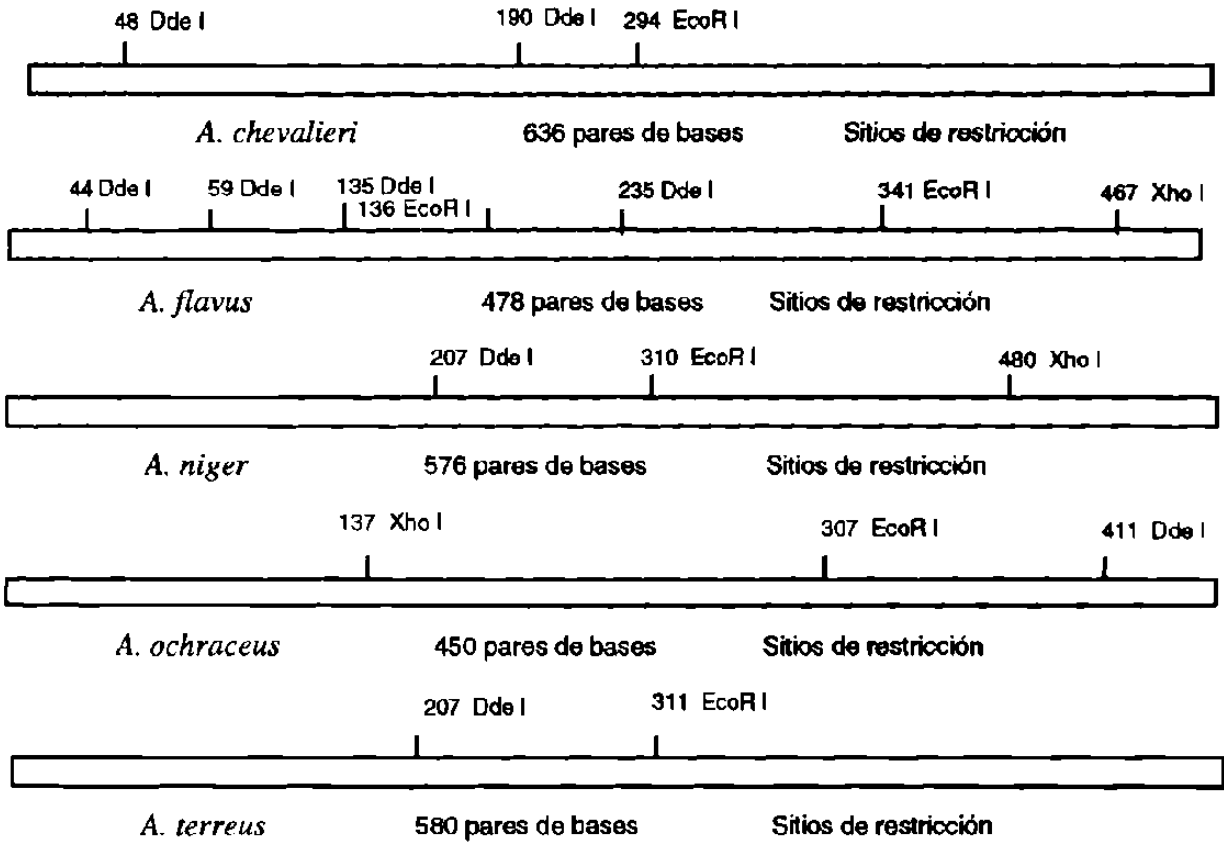 48 Dde I 190 Dde I 294 EcoR I
A. chevalieri 636 pares de bases Sitios de restricción
44 Dde I 59 Dde I 135 Dde I 235 Dde I 341 EcoR I 467 Xho I
136 EcoR I
A. flavus 478 pares de bases Sitios de restricción
207 Dde I 310 EcoR I 480 Xho I
A. niger 576 pares de bases Sitios de restricción
137 Xho I 307 EcoR I 411 Dde I
A. ochraceus 450 pares de bases Sitios de restricción
207 Dde I 311 EcoR I
A. terreus 580 pares de bases Sitios de restricción